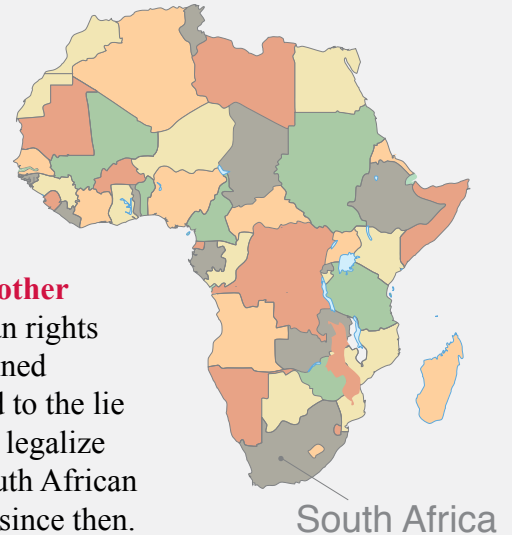 other
n rights
ned
d to the lie
legalize
uth African
since then.
South Africa